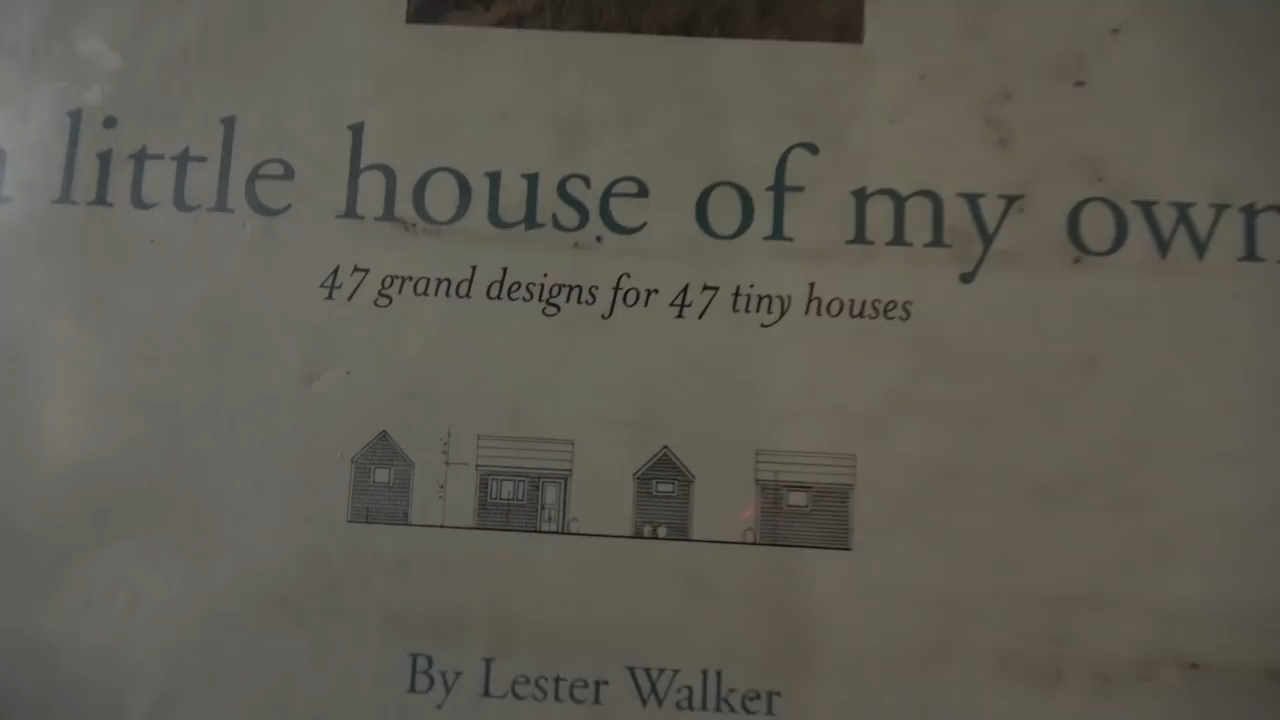 a little house of my own
47 grand designs for 47 tiny houses
By Lester Walker